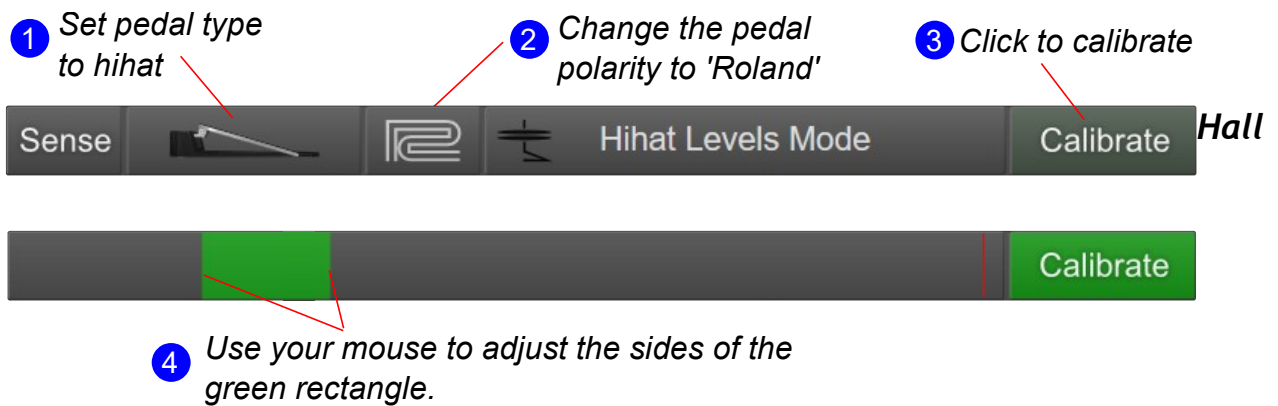 1 Set pedal type
to hihat
2 Change the pedal
polarity to 'Roland'
3 Click to calibrate
Sense Hihat Levels Mode Calibrate Hall
Calibrate
4 Use your mouse to adjust the sides of the
green rectangle.